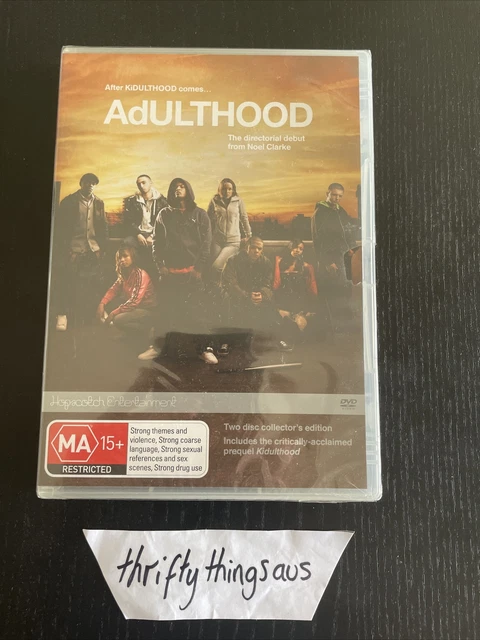 After KiDULTHOOD comes...
AdULTHOOD
The directorial debut
from Noel Clarke
Hopscotch Entertainment
DVD
MA 15+
RESTRICTED
Strong themes and
violence, Strong coarse
language, Strong sexual
references and sex
scenes, Strong drug use
Two disc collector's edition
Includes the critically-acclaimed
prequel Kidulthood
thrifty things aus